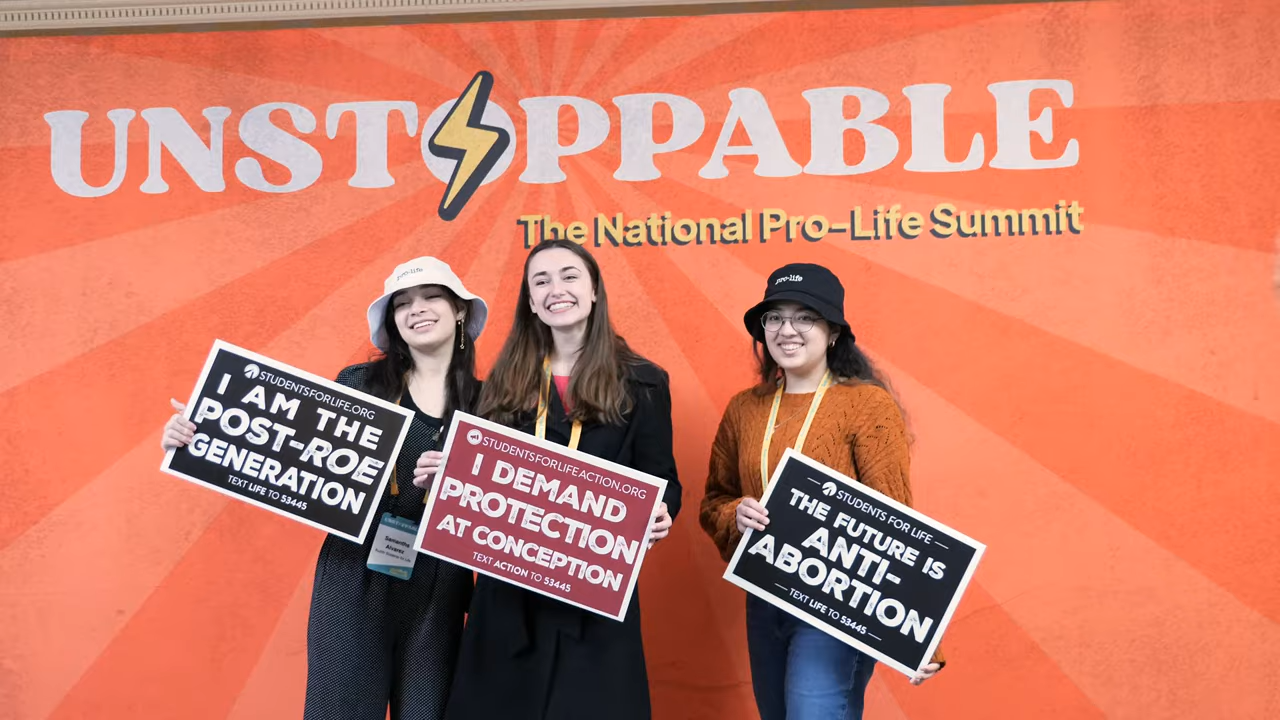 UNSTOPPABLE
The National Pro-Life Summit
pro-life
pro-life
STUDENTSFORLIFE.ORG
I AM THE
POST-ROE
GENERATION
TEXT LIFE TO 53445
Samantha
Alvarez
STUDENTSFORLIFEACTION.ORG
I DEMAND
PROTECTION
AT CONCEPTION
TEXT ACTION TO 53445
STUDENTS FOR LIFE
THE FUTURE IS
ANTI-
ABORTION
TEXT LIFE TO 53445